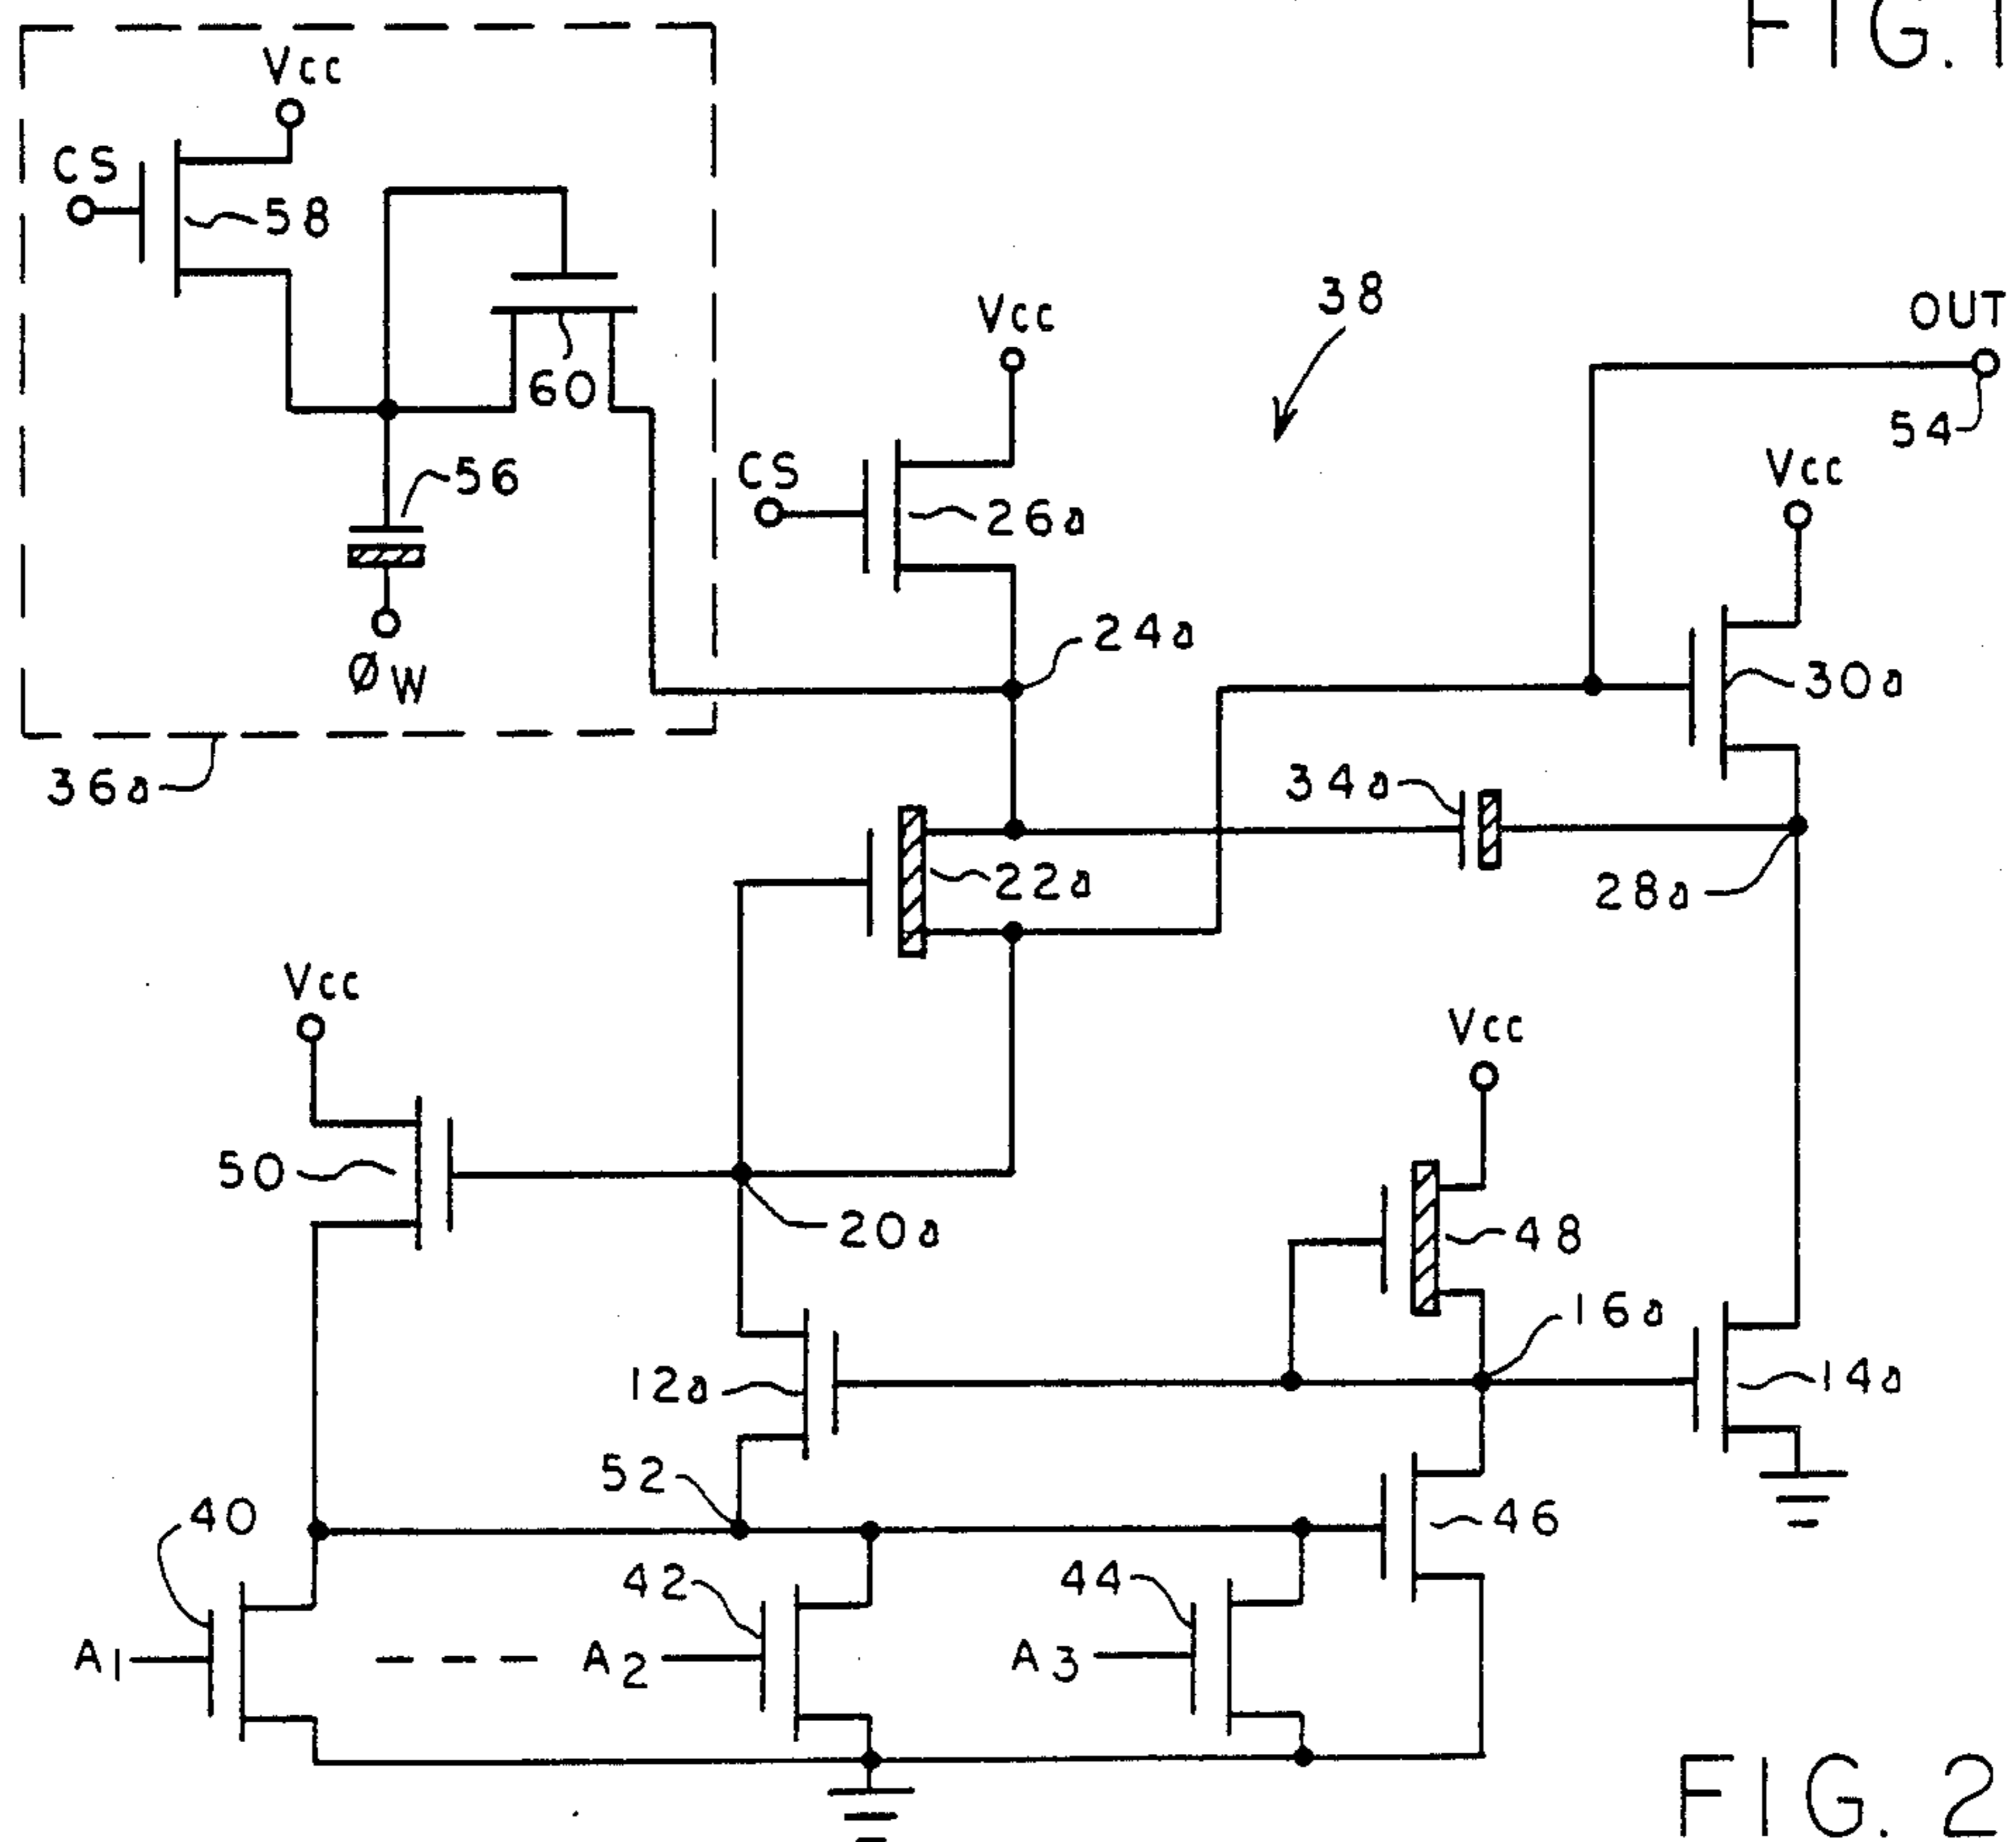 FIG. 1
Vcc
CS
58
60
56
ØW
36a
Vcc
38
CS
26a
24a
OUT
54
Vcc
30a
34a
28a
22a
Vcc
50
20a
Vcc
48
16a
12a
14a
52
40
42
44
46
A1
A2
A3
FIG. 2